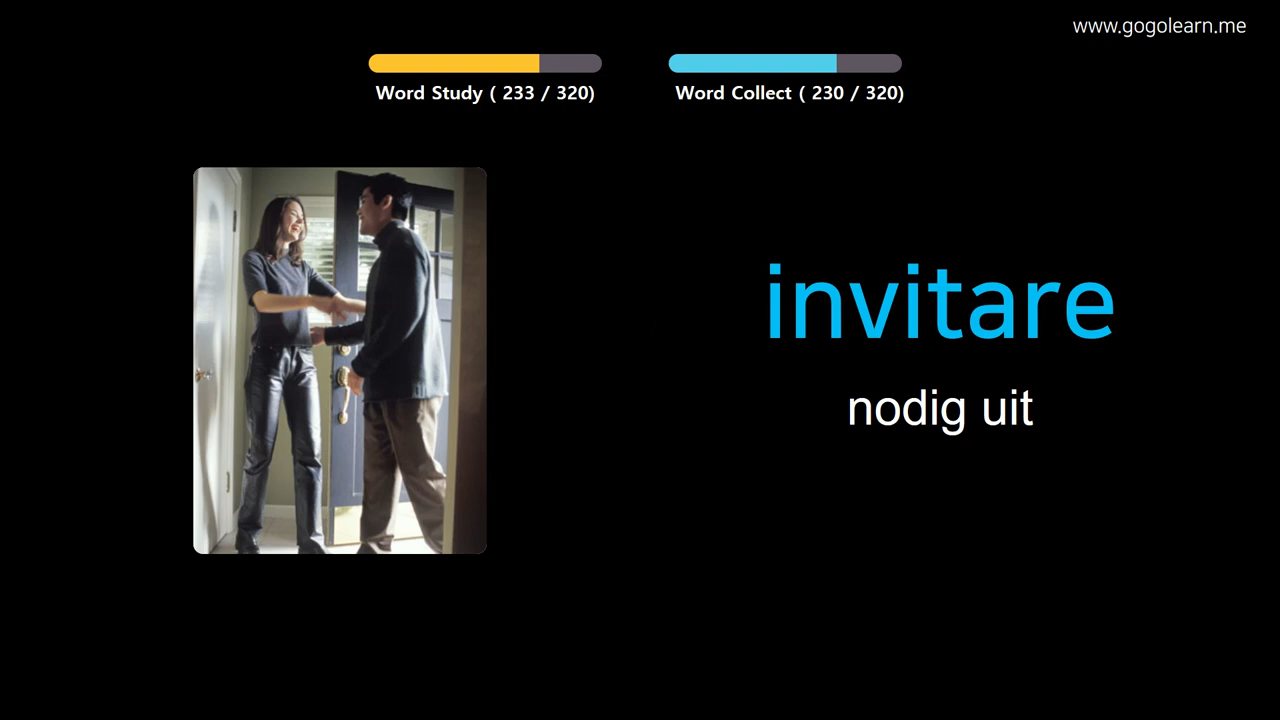 www.gogolearn.me
Word Study ( 233 / 320)
Word Collect ( 230 / 320)
invitare
nodig uit